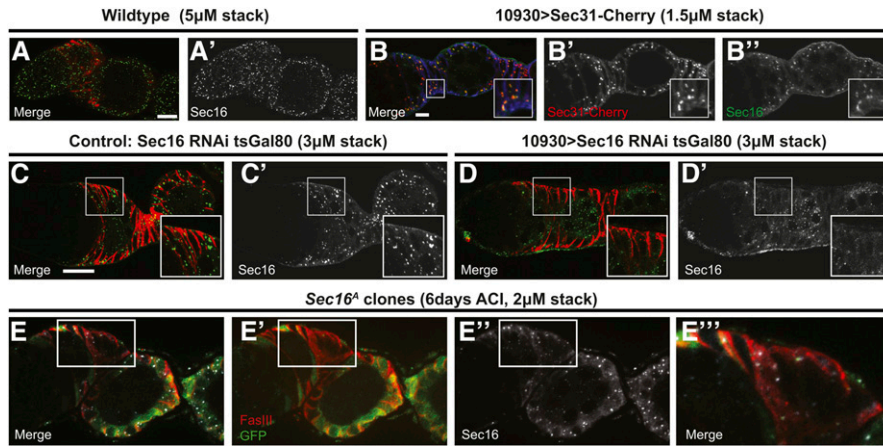 Wildtype (5µM stack)
10930>Sec31-Cherry (1.5µM stack)
A
Merge
A'
Sec16
B
Merge
B'
Sec31-Cherry
B''
Sec16
Control: Sec16 RNAi tsGal80 (3µM stack)
10930>Sec16 RNAi tsGal80 (3µM stack)
C
Merge
C'
Sec16
D
Merge
D'
Sec16
Sec16ᴬ clones (6days ACI, 2µM stack)
E
Merge
E'
FasIII
GFP
E''
Sec16
E'''
Merge